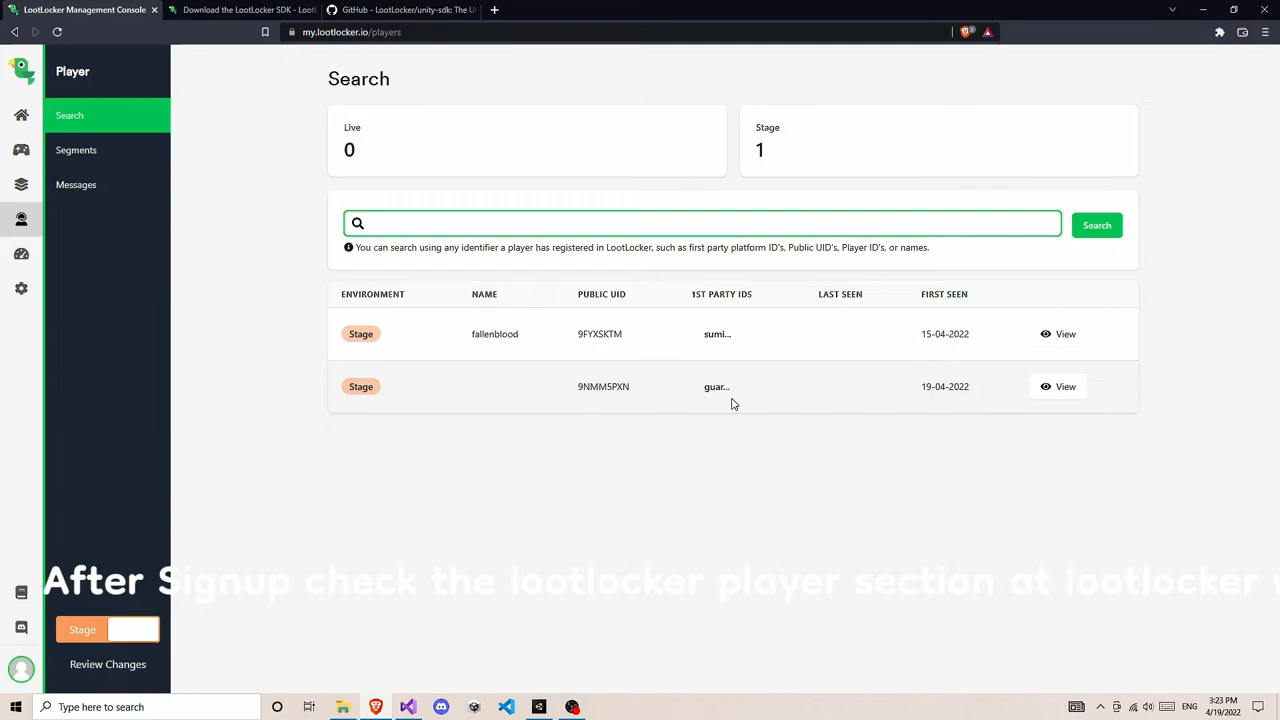 LootLocker Management Console
Download the LootLocker SDK - Lootl
GitHub - LootLocker/unity-sdk: The U
my.lootlocker.io/players
Player
Search
Segments
Messages
Stage
Review Changes
Search
Live
0
Stage
1
Search
You can search using any identifier a player has registered in LootLocker, such as first party platform ID's, Public UID's, Player ID's, or names.
ENVIRONMENT NAME PUBLIC UID 1ST PARTY IDS LAST SEEN FIRST SEEN
Stage fallenblood 9FYXSKTM sumi... 15-04-2022 View
Stage 9NMM5PXN guar... 19-04-2022 View
After Signup check the lootlocker player section at lootlocker
Type here to search
ENG
3:23 PM
4/19/2022